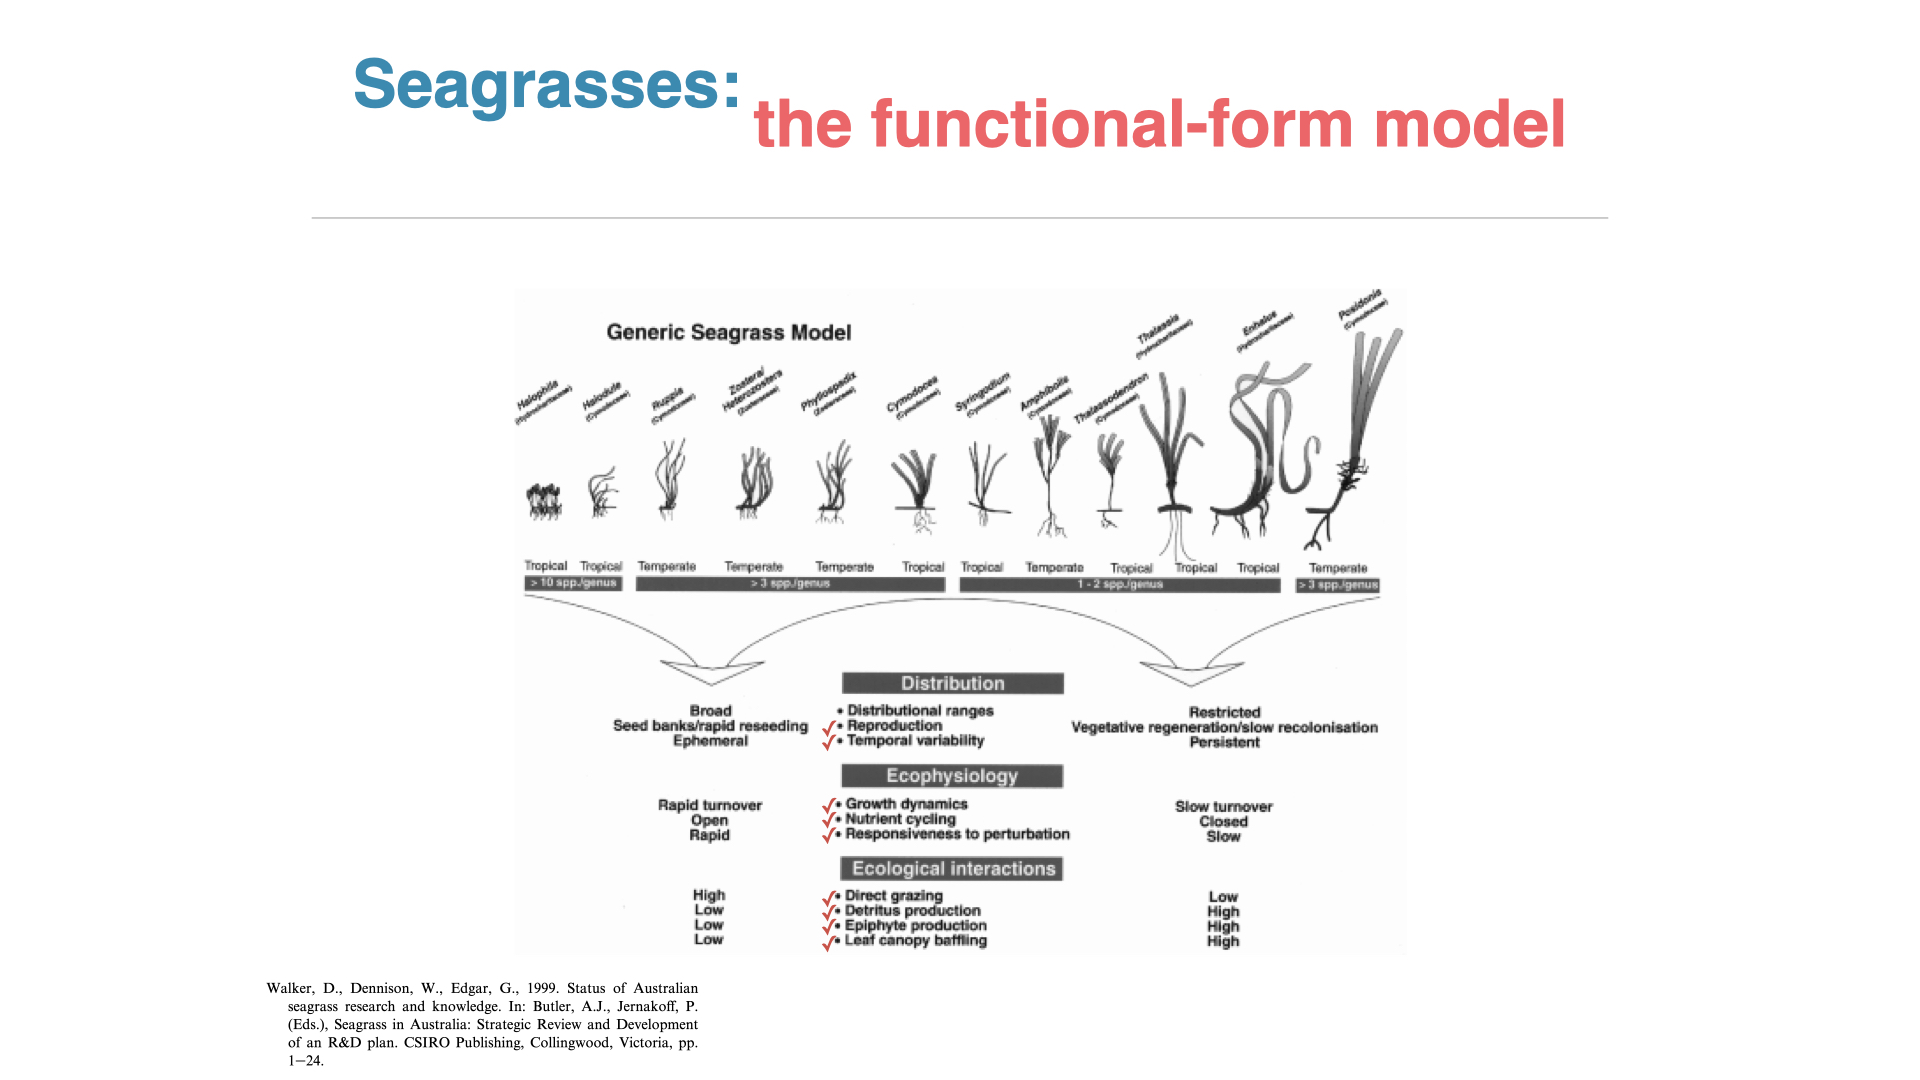 Seagrasses:
the functional-form model
Generic Seagrass Model
Halophila
(Hydrocharitaceae)
Halodule
(Cymodoceae)
Ruppia
(Cymodoceae)
Zostera/
Heterozostera
(Zosteraceae)
Phyllospadix
(Zosteraceae)
Cymodocea
(Cymodoceae)
Syringodium
(Cymodoceae)
Amphibolis
(Cymodoceae)
Thalassodendron
(Cymodoceae)
Thalassia
(Hydrocharitaceae)
Enhalus
(Hydrocharitaceae)
Posidonia
(Cymodoceae)
Tropical Tropical Temperate Temperate Temperate Tropical Tropical Temperate Tropical Tropical Tropical Temperate
> 10 spp./genus > 3 spp./genus 1 - 2 spp./genus > 3 spp./genus
Distribution
Broad • Distributional ranges Restricted
Seed banks/rapid reseeding • Reproduction Vegetative regeneration/slow recolonisation
Ephemeral • Temporal variability Persistent
Ecophysiology
Rapid turnover • Growth dynamics Slow turnover
Open • Nutrient cycling Closed
Rapid • Responsiveness to perturbation Slow
Ecological interactions
High • Direct grazing Low
Low • Detritus production High
Low • Epiphyte production High
Low • Leaf canopy baffling High
Walker, D., Dennison, W., Edgar, G., 1999. Status of Australian
seagrass research and knowledge. In: Butler, A.J., Jernakoff, P.
(Eds.), Seagrass in Australia: Strategic Review and Development
of an R&D plan. CSIRO Publishing, Collingwood, Victoria, pp.
1–24.